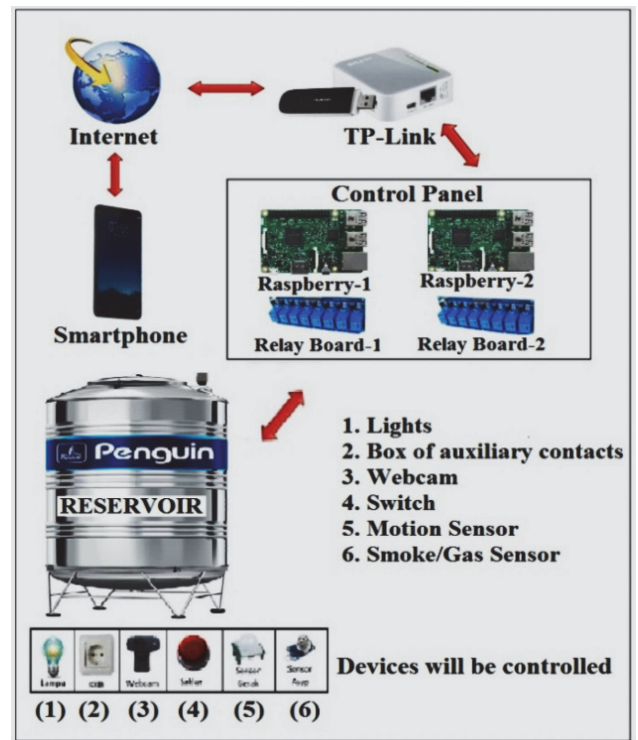 Internet
TP-Link
Smartphone
Control Panel
Raspberry-1
Raspberry-2
Relay Board-1
Relay Board-2
Penguin
RESERVOIR
1. Lights
2. Box of auxiliary contacts
3. Webcam
4. Switch
5. Motion Sensor
6. Smoke/Gas Sensor
Lampu
Webcam
Sensor
Gerak
Sensor
Asap
Devices will be controlled
(1) (2) (3) (4) (5) (6)